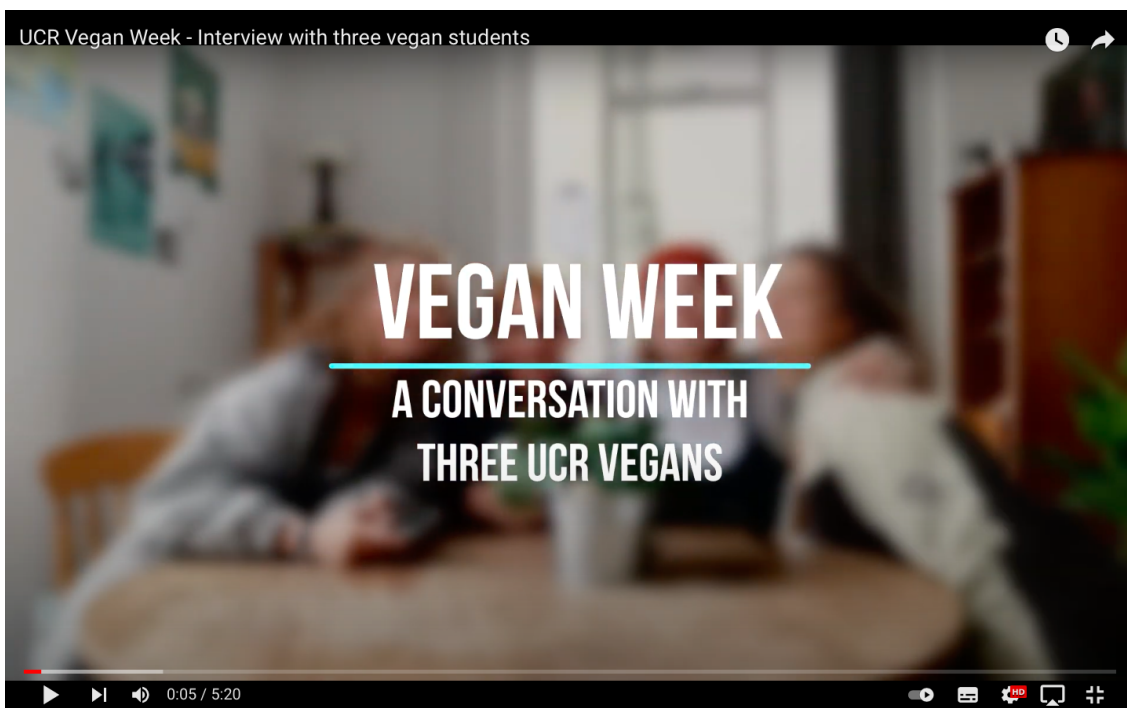 UCR Vegan Week - Interview with three vegan students
VEGAN WEEK
A CONVERSATION WITH
THREE UCR VEGANS
0:05 / 5:20
HD